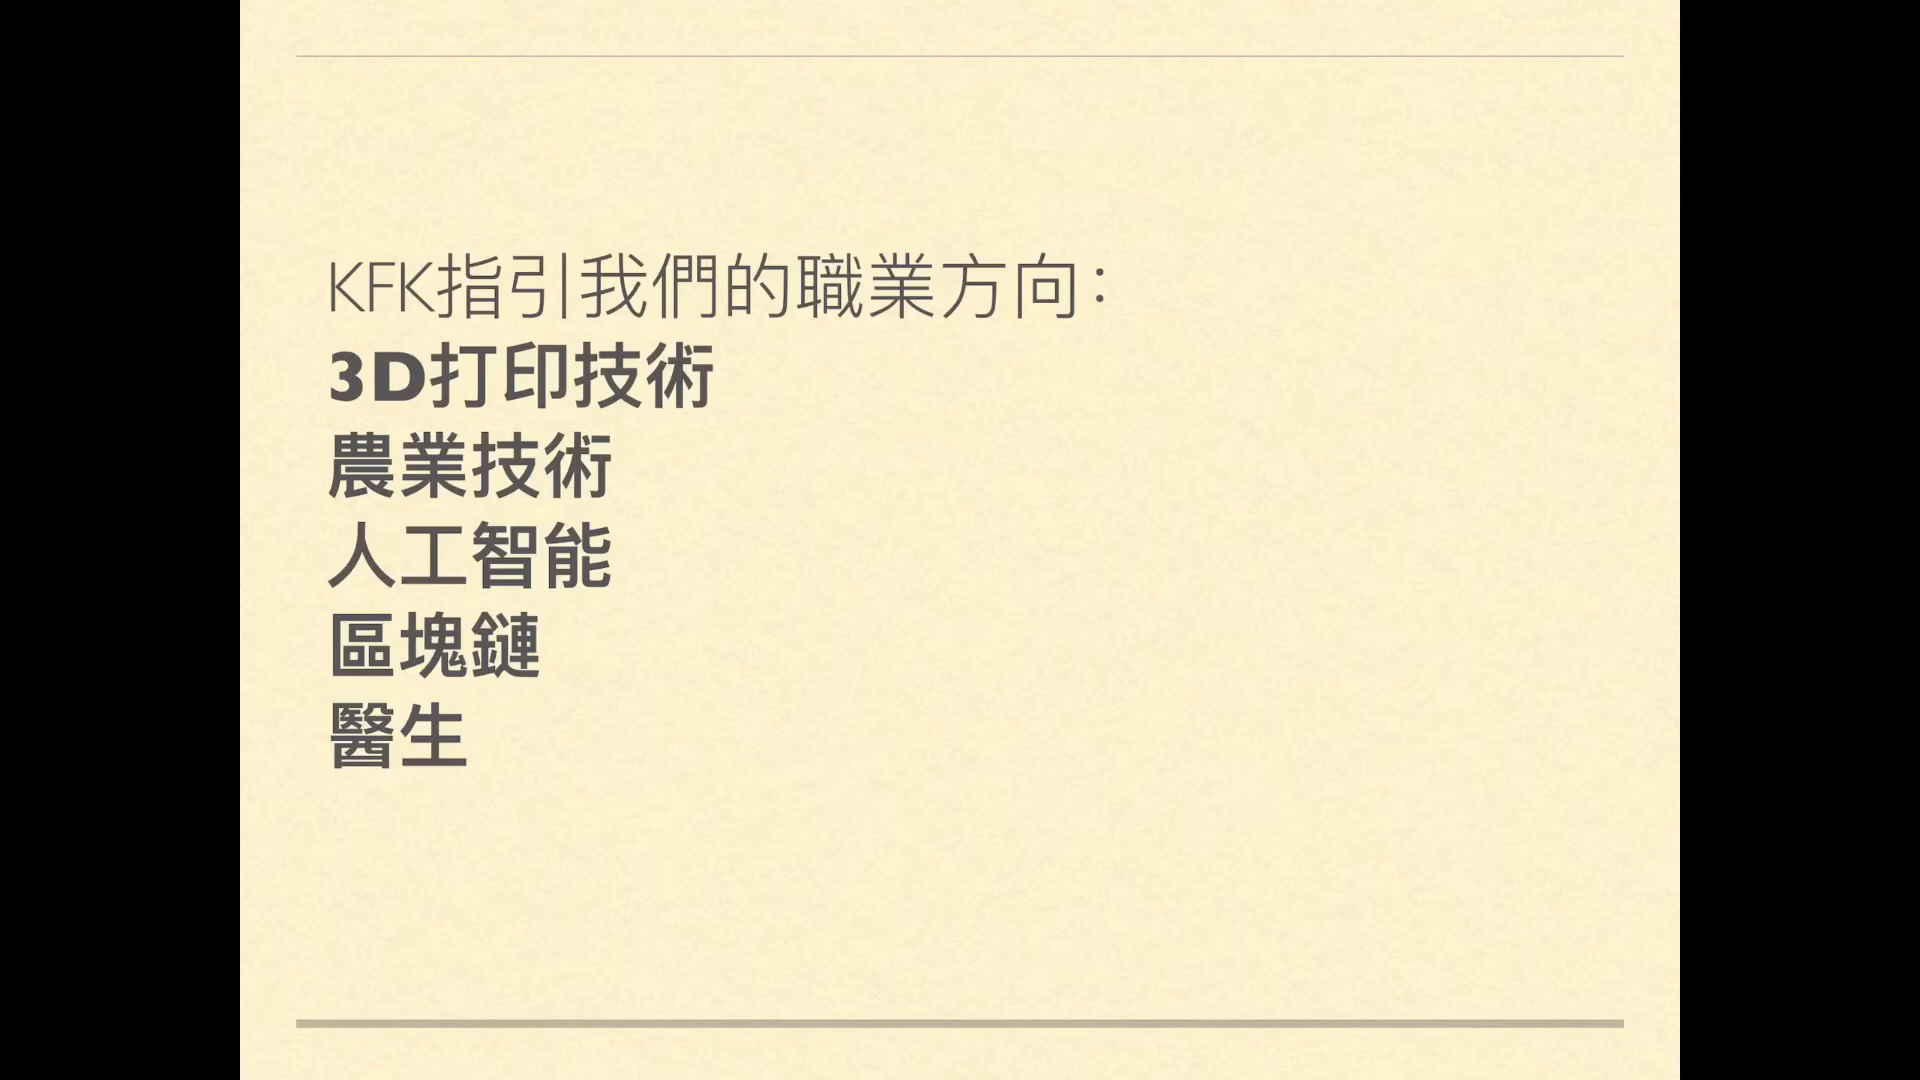 KFK指引我們的職業方向：
3D打印技術
農業技術
人工智能
區塊鏈
醫生